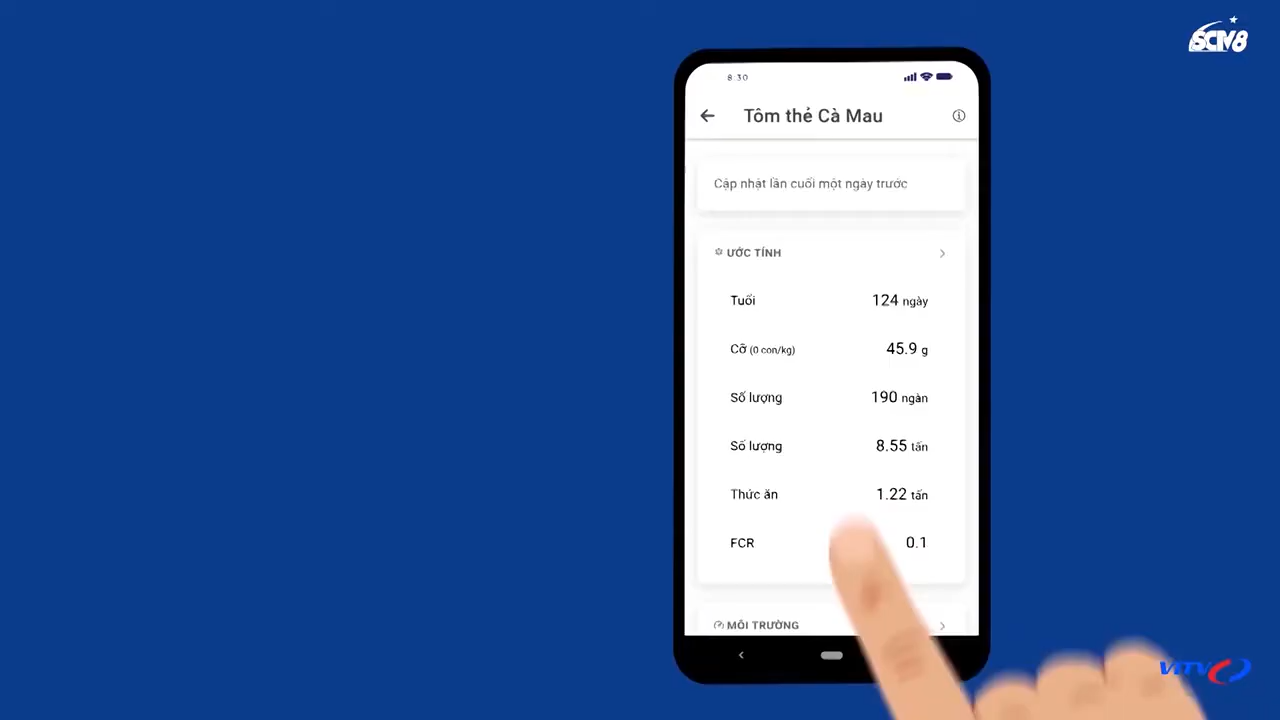 SCTV8
8:30
Tôm thẻ Cà Mau
Cập nhật lần cuối một ngày trước
ƯỚC TÍNH
Tuổi 124 ngày
Cỡ (0 con/kg) 45.9 g
Số lượng 190 ngàn
Số lượng 8.55 tấn
Thức ăn 1.22 tấn
FCR 0.1
MÔI TRƯỜNG
VITV